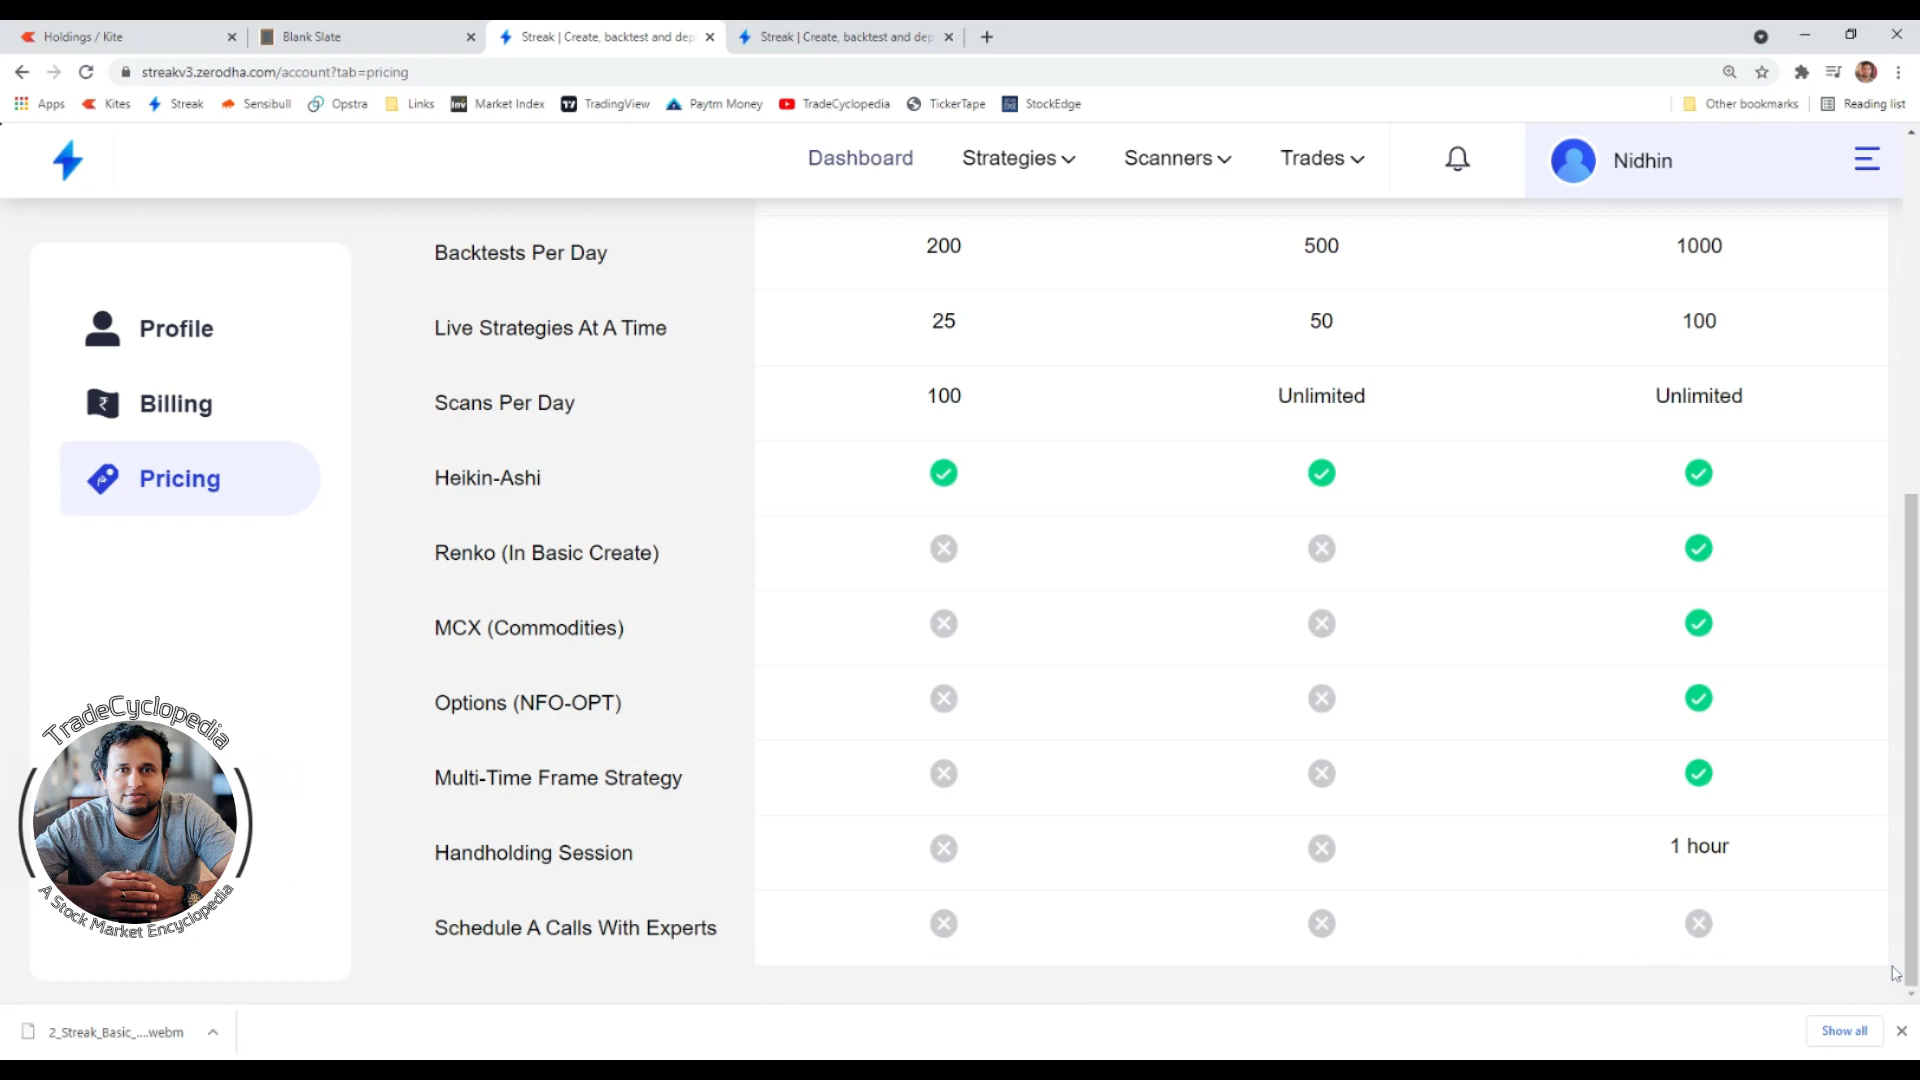 Holdings / Kite
Blank Slate
Streak | Create, backtest and dep
Streak | Create, backtest and dep
streakv3.zerodha.com/account?tab=pricing
Apps
Kites
Streak
Sensibull
Opstra
Links
Market Index
TradingView
Paytm Money
TradeCyclopedia
TickerTape
StockEdge
Other bookmarks
Reading list
Dashboard
Strategies
Scanners
Trades
Nidhin
Profile
Billing
Pricing
Backtests Per Day 200 500 1000
Live Strategies At A Time 25 50 100
Scans Per Day 100 Unlimited Unlimited
Heikin-Ashi
Renko (In Basic Create)
MCX (Commodities)
Options (NFO-OPT)
Multi-Time Frame Strategy
Handholding Session 1 hour
Schedule A Calls With Experts
TradeCyclopedia
A Stock Market Encyclopedia
2_Streak_Basic_....webm
Show all